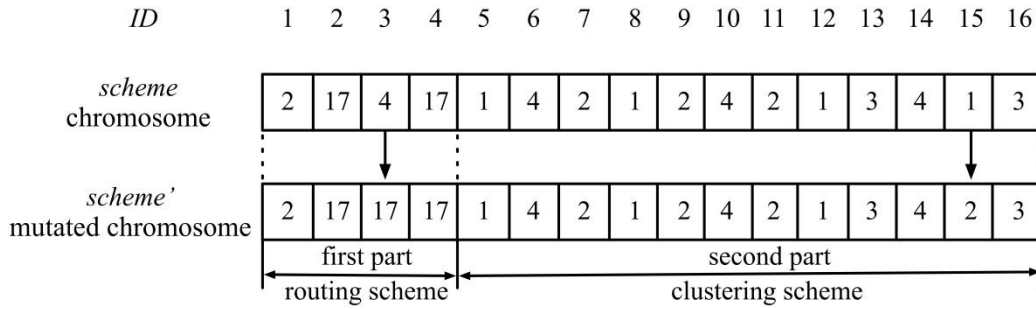 ID 1 2 3 4 5 6 7 8 9 10 11 12 13 14 15 16
scheme
chromosome
2 17 4 17 1 4 2 1 2 4 2 1 3 4 1 3
scheme’
mutated chromosome
2 17 17 17 1 4 2 1 2 4 2 1 3 4 2 3
first part second part
routing scheme clustering scheme